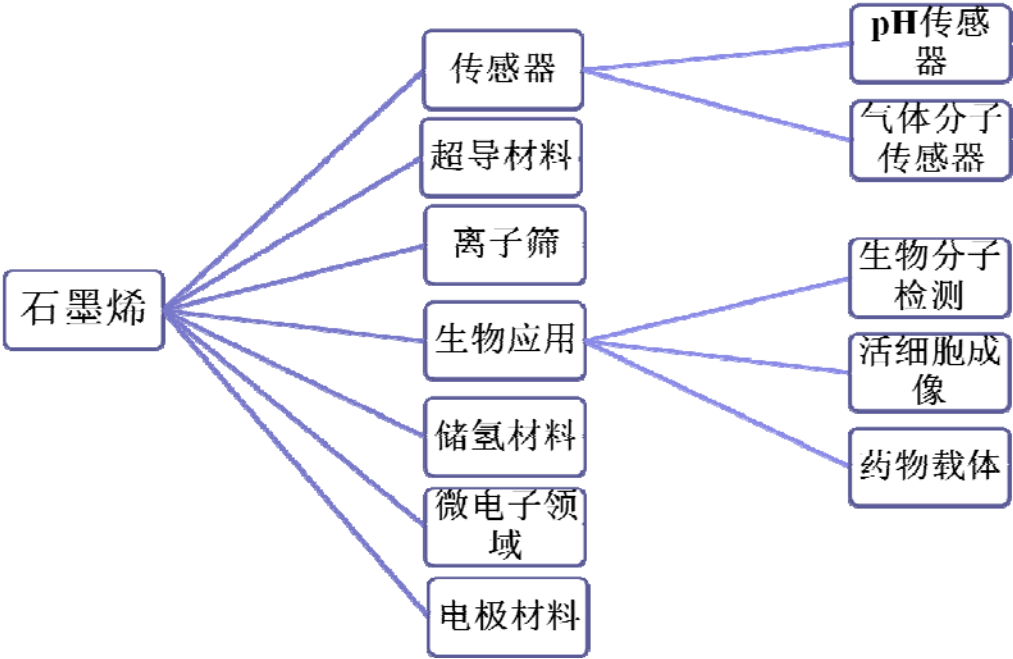 石墨烯
传感器
超导材料
离子筛
生物应用
储氢材料
微电子领
域
电极材料
pH传感
器
气体分子
传感器
生物分子
检测
活细胞成
像
药物载体